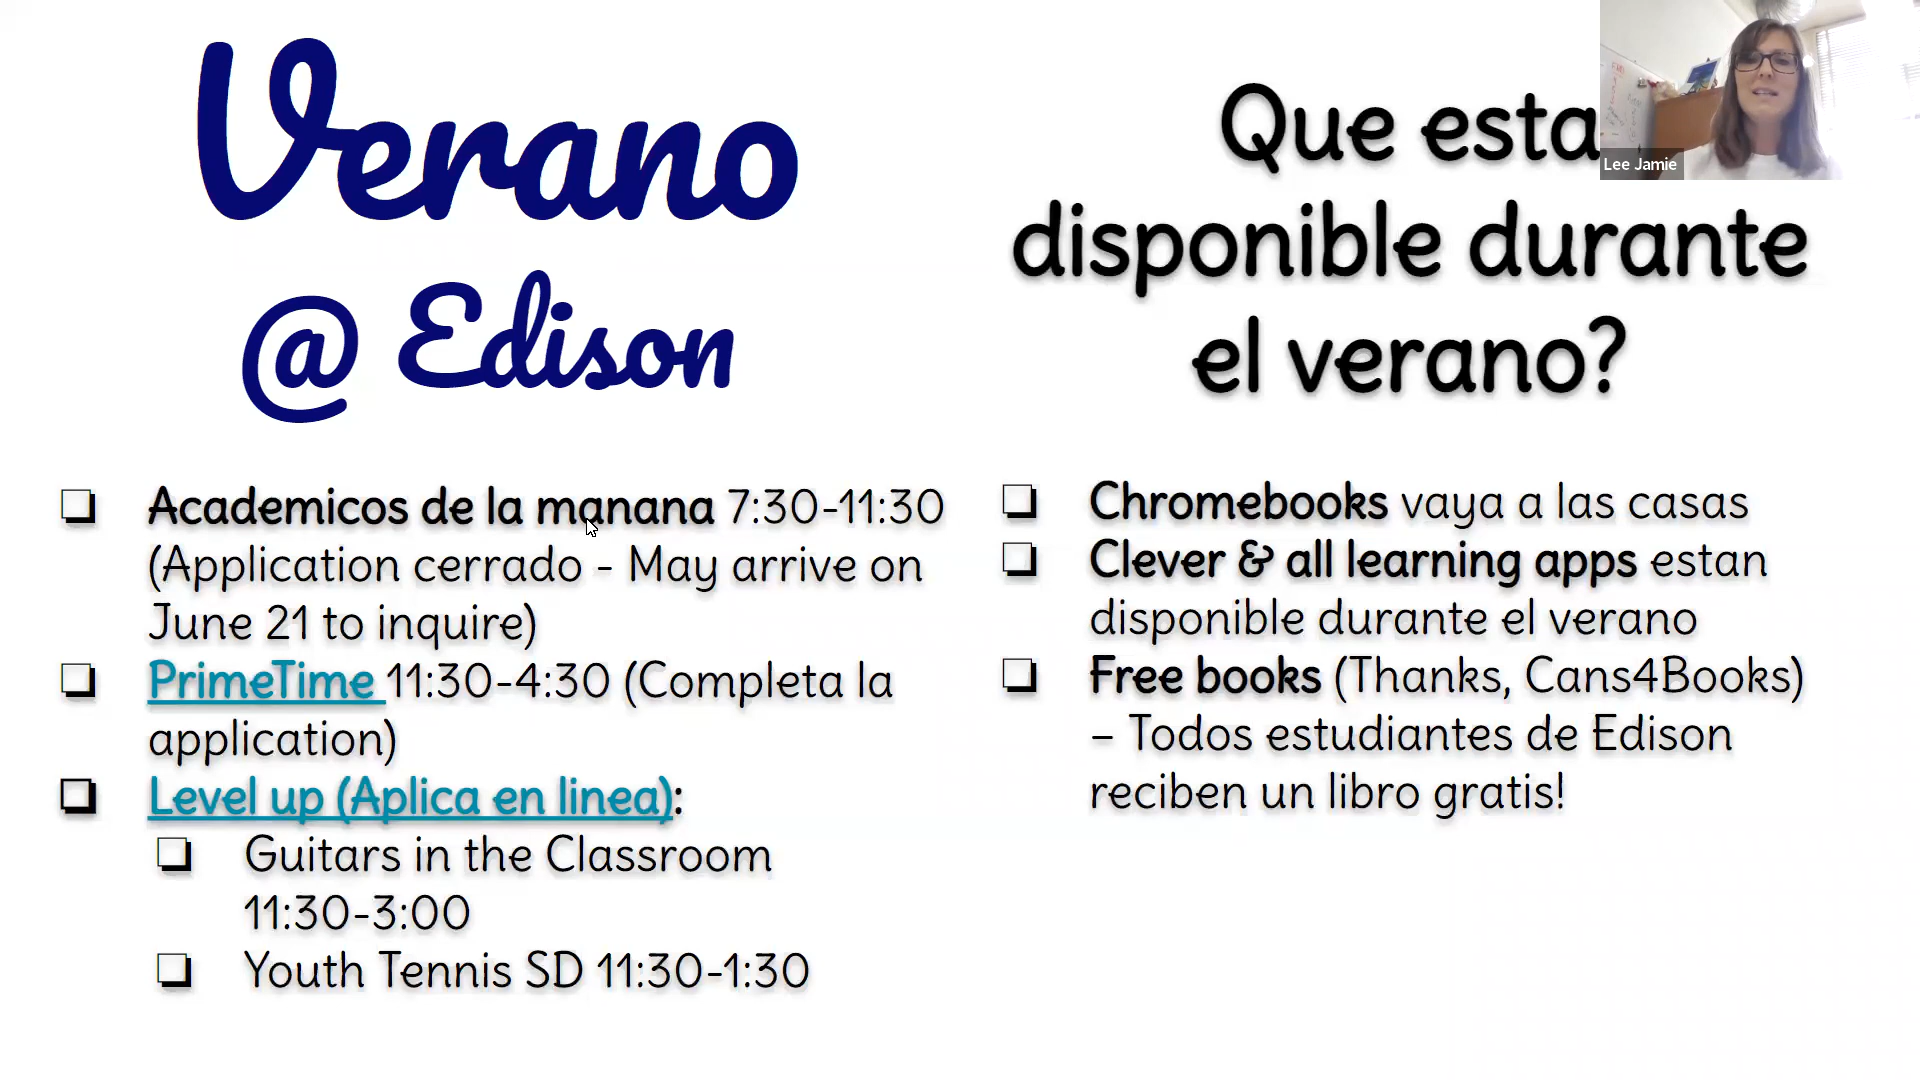 Verano
@ Edison
❏ Academicos de la manana 7:30-11:30
(Application cerrado - May arrive on
June 21 to inquire)
❏ PrimeTime 11:30-4:30 (Completa la
application)
❏ Level up (Aplica en linea):
❏ Guitars in the Classroom
11:30-3:00
❏ Youth Tennis SD 11:30-1:30
Que esta
disponible durante
el verano?
❏ Chromebooks vaya a las casas
❏ Clever & all learning apps estan
disponible durante el verano
❏ Free books (Thanks, Cans4Books)
– Todos estudiantes de Edison
reciben un libro gratis!
Lee Jamie